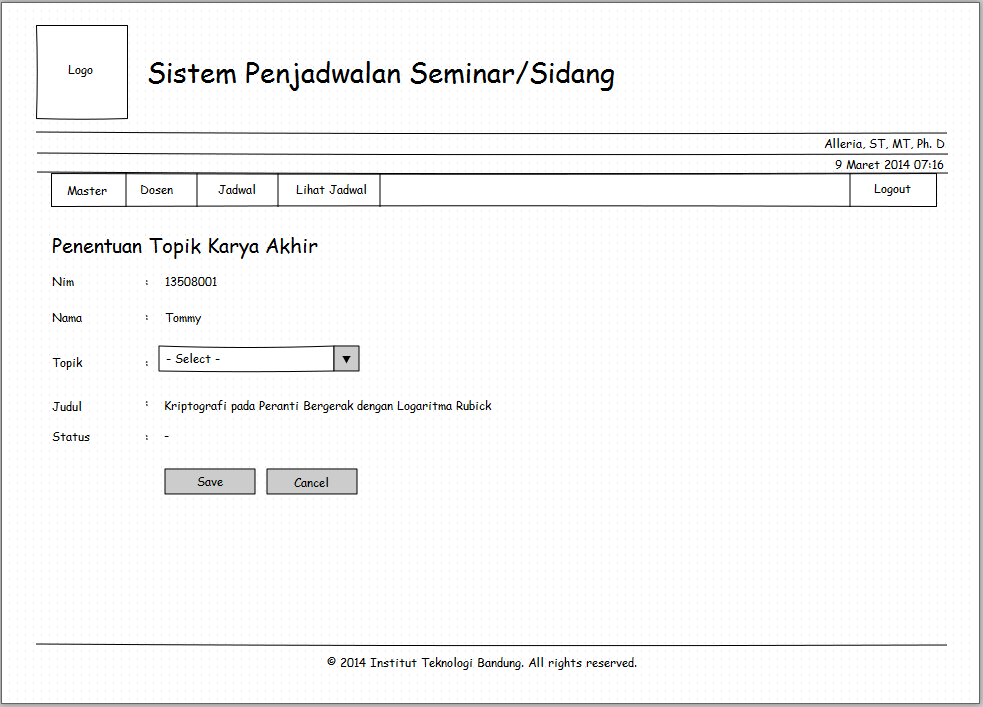 Logo
Sistem Penjadwalan Seminar/Sidang
Alleria, ST, MT, Ph. D
9 Maret 2014 07:16
Master Dosen Jadwal Lihat Jadwal Logout
Penentuan Topik Karya Akhir
Nim : 13508001
Nama : Tommy
Topik : - Select -
Judul : Kriptografi pada Peranti Bergerak dengan Logaritma Rubick
Status : -
Save Cancel
© 2014 Institut Teknologi Bandung. All rights reserved.